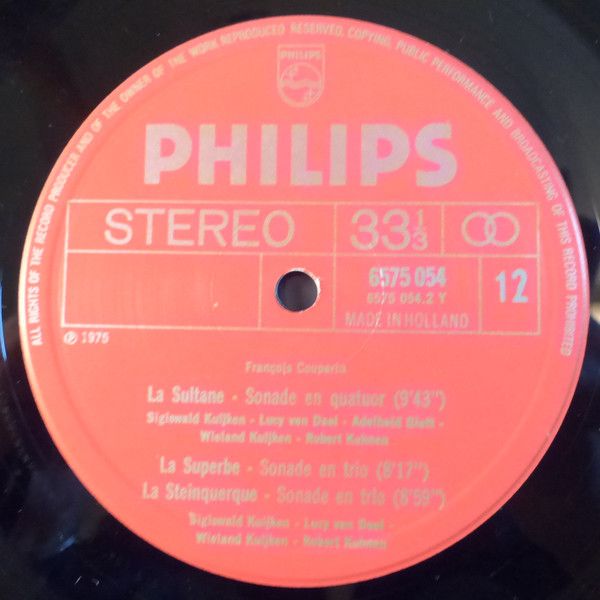 ALL RIGHTS OF THE RECORD PRODUCER AND OF THE OWNER OF THE WORK REPRODUCED RESERVED. COPYING, PUBLIC PERFORMANCE AND BROADCASTING OF THIS RECORD PROHIBITED
PHILIPS
PHILIPS
STEREO 33 1/3
6575 054
6575 054.2 Y
12
MADE IN HOLLAND
℗ 1975
François Couperin
La Sultane - Sonade en quatuor (9'43")
Sigiswald Kuijken - Lucy van Dael - Adelheid Glatt -
Wieland Kuijken - Robert Kohnen
La Superbe - Sonade en trio (8'17")
La Steinquerque - Sonade en trio (8'59")
Sigiswald Kuijken - Lucy van Dael -
Wieland Kuijken - Robert Kohnen